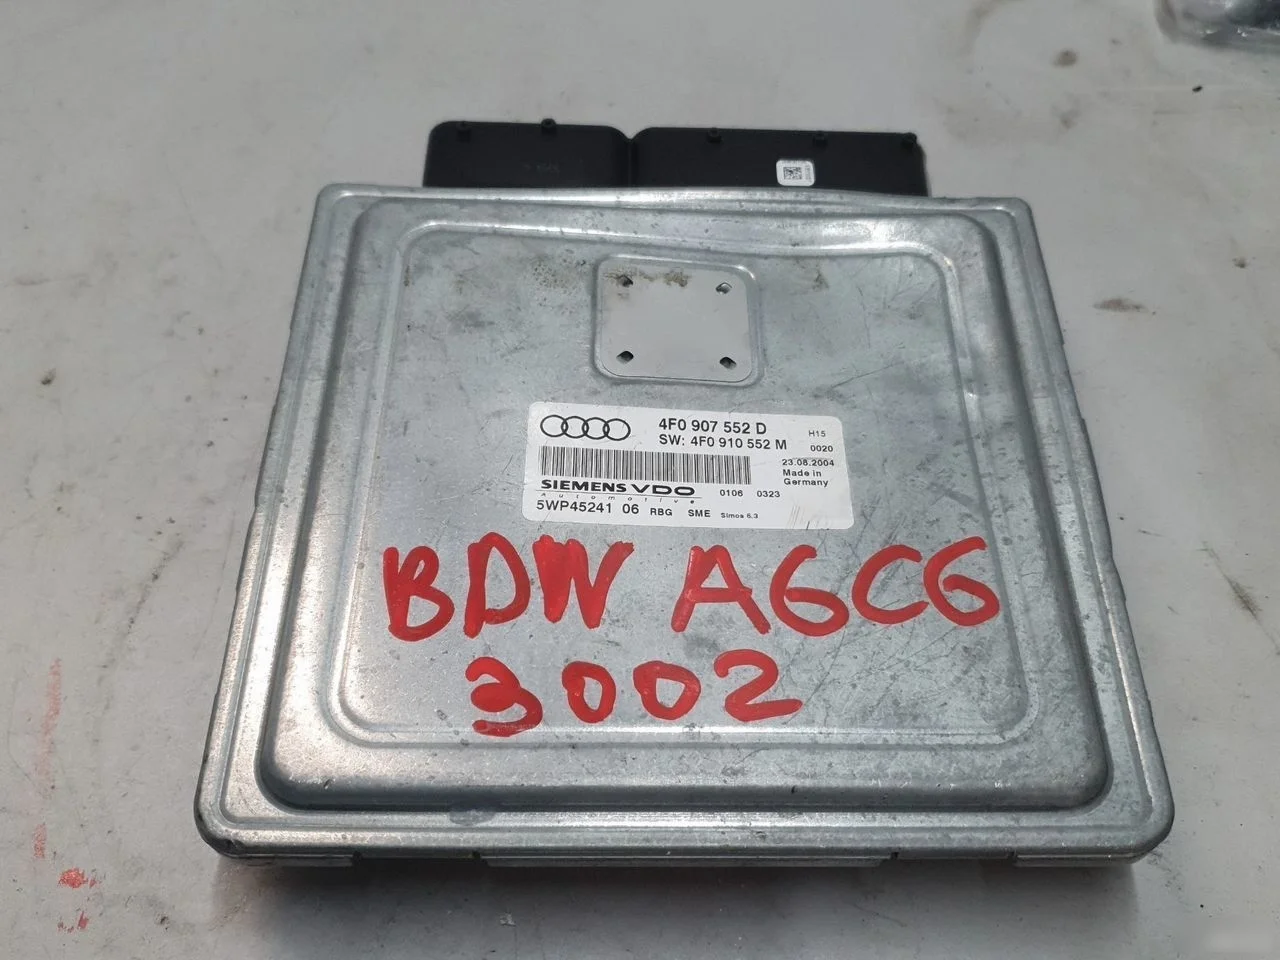 4F0 907 552 D
H15
SW: 4F0 910 552 M
0020
23.08.2004
Made in
Germany
SIEMENS VDO
Automotive
0106 0323
5WP45241 06 RBG SME Simos 6.3
BDW A6C6
3002